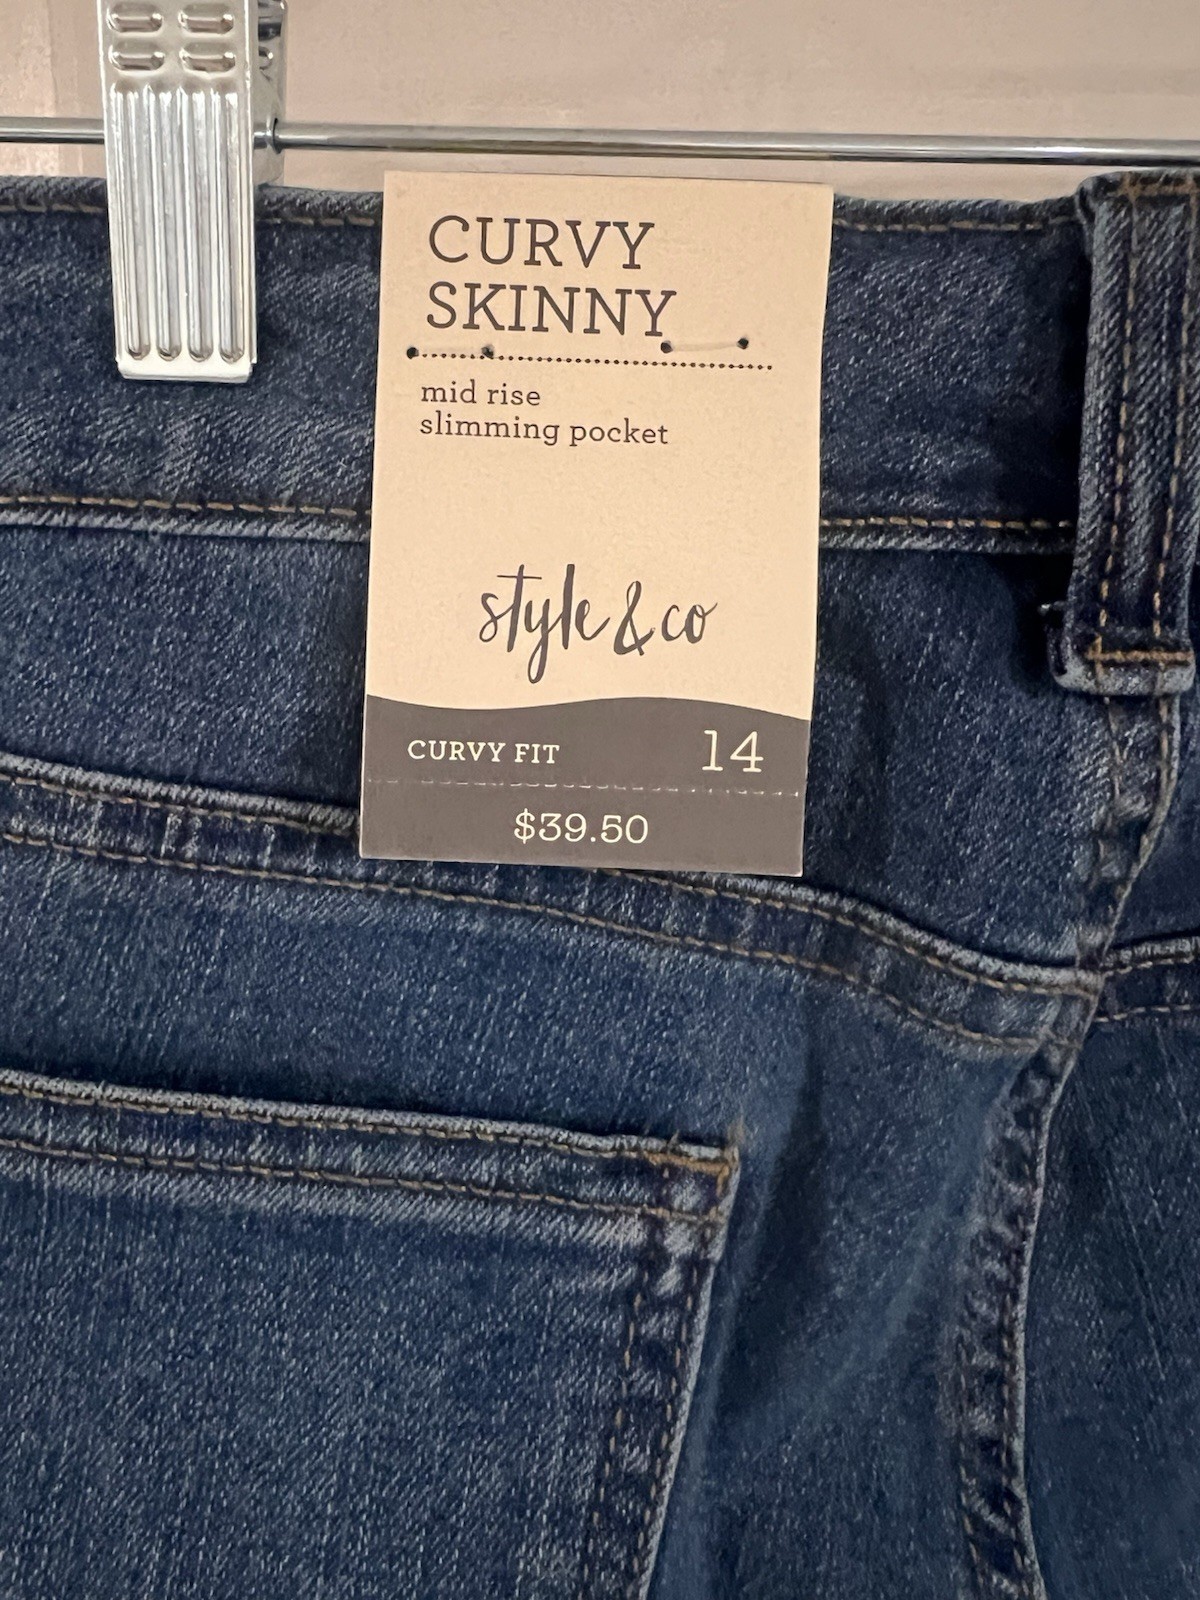 CURVY
SKINNY
mid rise
slimming pocket
style & co
CURVY FIT 14
$39.50